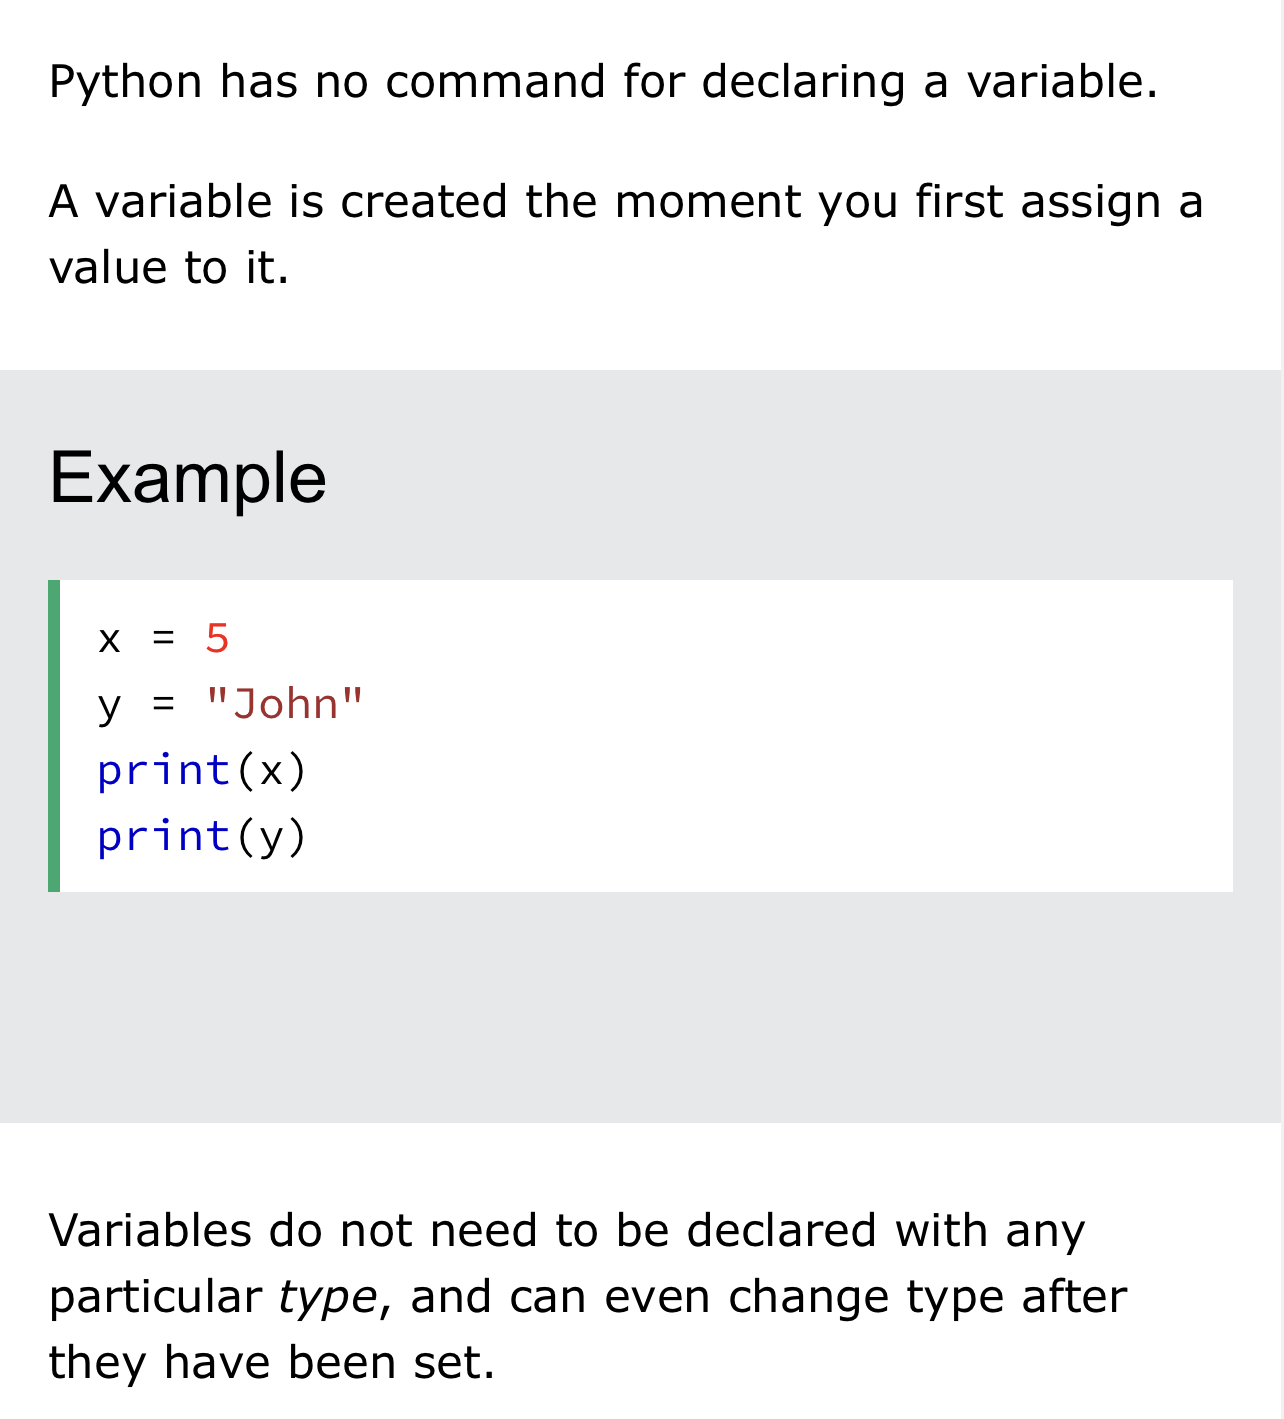 Python has no command for declaring a variable.
A variable is created the moment you first assign a
value to it.
Example
x = 5
y = "John"
print(x)
print(y)
Variables do not need to be declared with any
particular type, and can even change type after
they have been set.